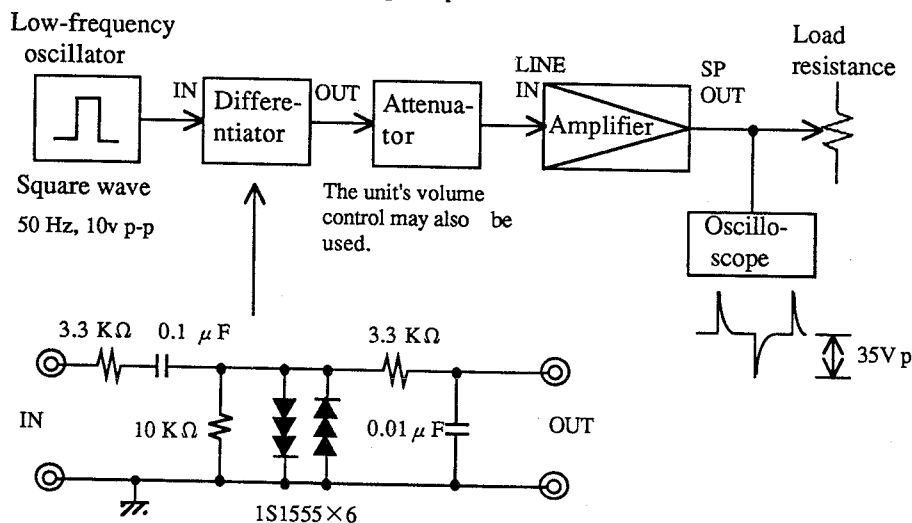 Low-frequency
oscillator
Square wave
50 Hz, 10v p-p
IN
Differe-
ntiator
OUT
Attenua-
tor
The unit's volume
control may also be
used.
LINE
IN
Amplifier
SP
OUT
Load
resistance
Oscillo-
scope
35V p
3.3 KΩ
0.1 μF
3.3 KΩ
IN
10 KΩ
0.01 μF
OUT
1S1555×6